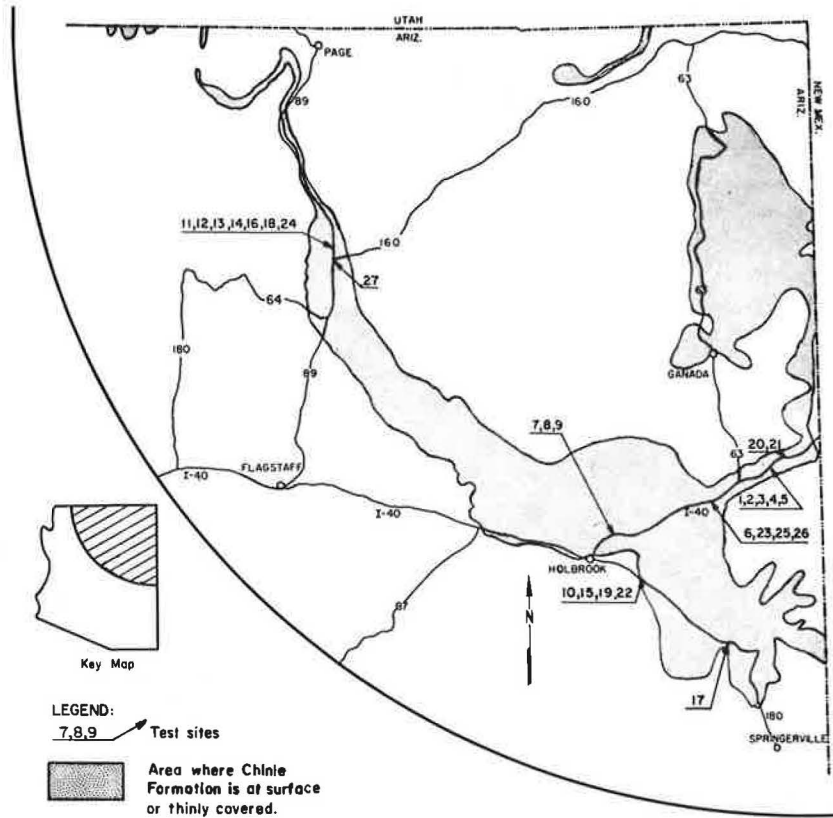 UTAH
ARIZ.
PAGE
89
160
63
ARIZ.
NEW MEX.
11,12,13,14,16,18,24
160
27
64
63
180
89
GANADA
7,8,9
20,21
63
FLAGSTAFF
I-40
1,2,3,4,5
I-40
I-40
6,23,25,26
HOLBROOK
87
10,15,19,22
N
Key Map
17
LEGEND:
7,8,9 Test sites
180
SPRINGERVILLE
Area where Chinle
Formation is at surface
or thinly covered.